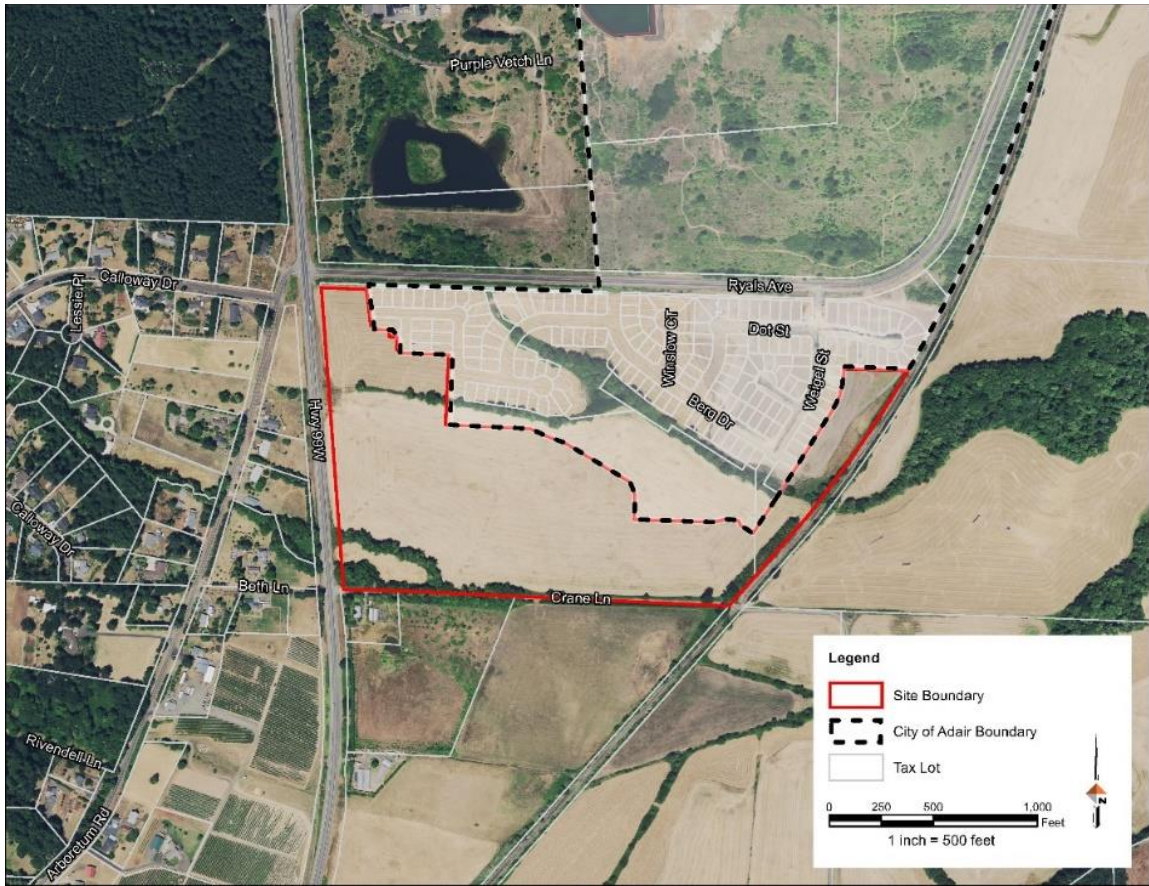 Purple Vetch Ln
Calloway Dr
Lessie Pl
Ryals Ave
Dot St
Winslow CT
Weigel St
Berg Dr
Hwy 99W
Calloway Dr
Beth Ln
Crane Ln
Rivendell Ln
Arboretum Rd
Legend
Site Boundary
City of Adair Boundary
Tax Lot
0 250 500 1,000
Feet
1 inch = 500 feet
N